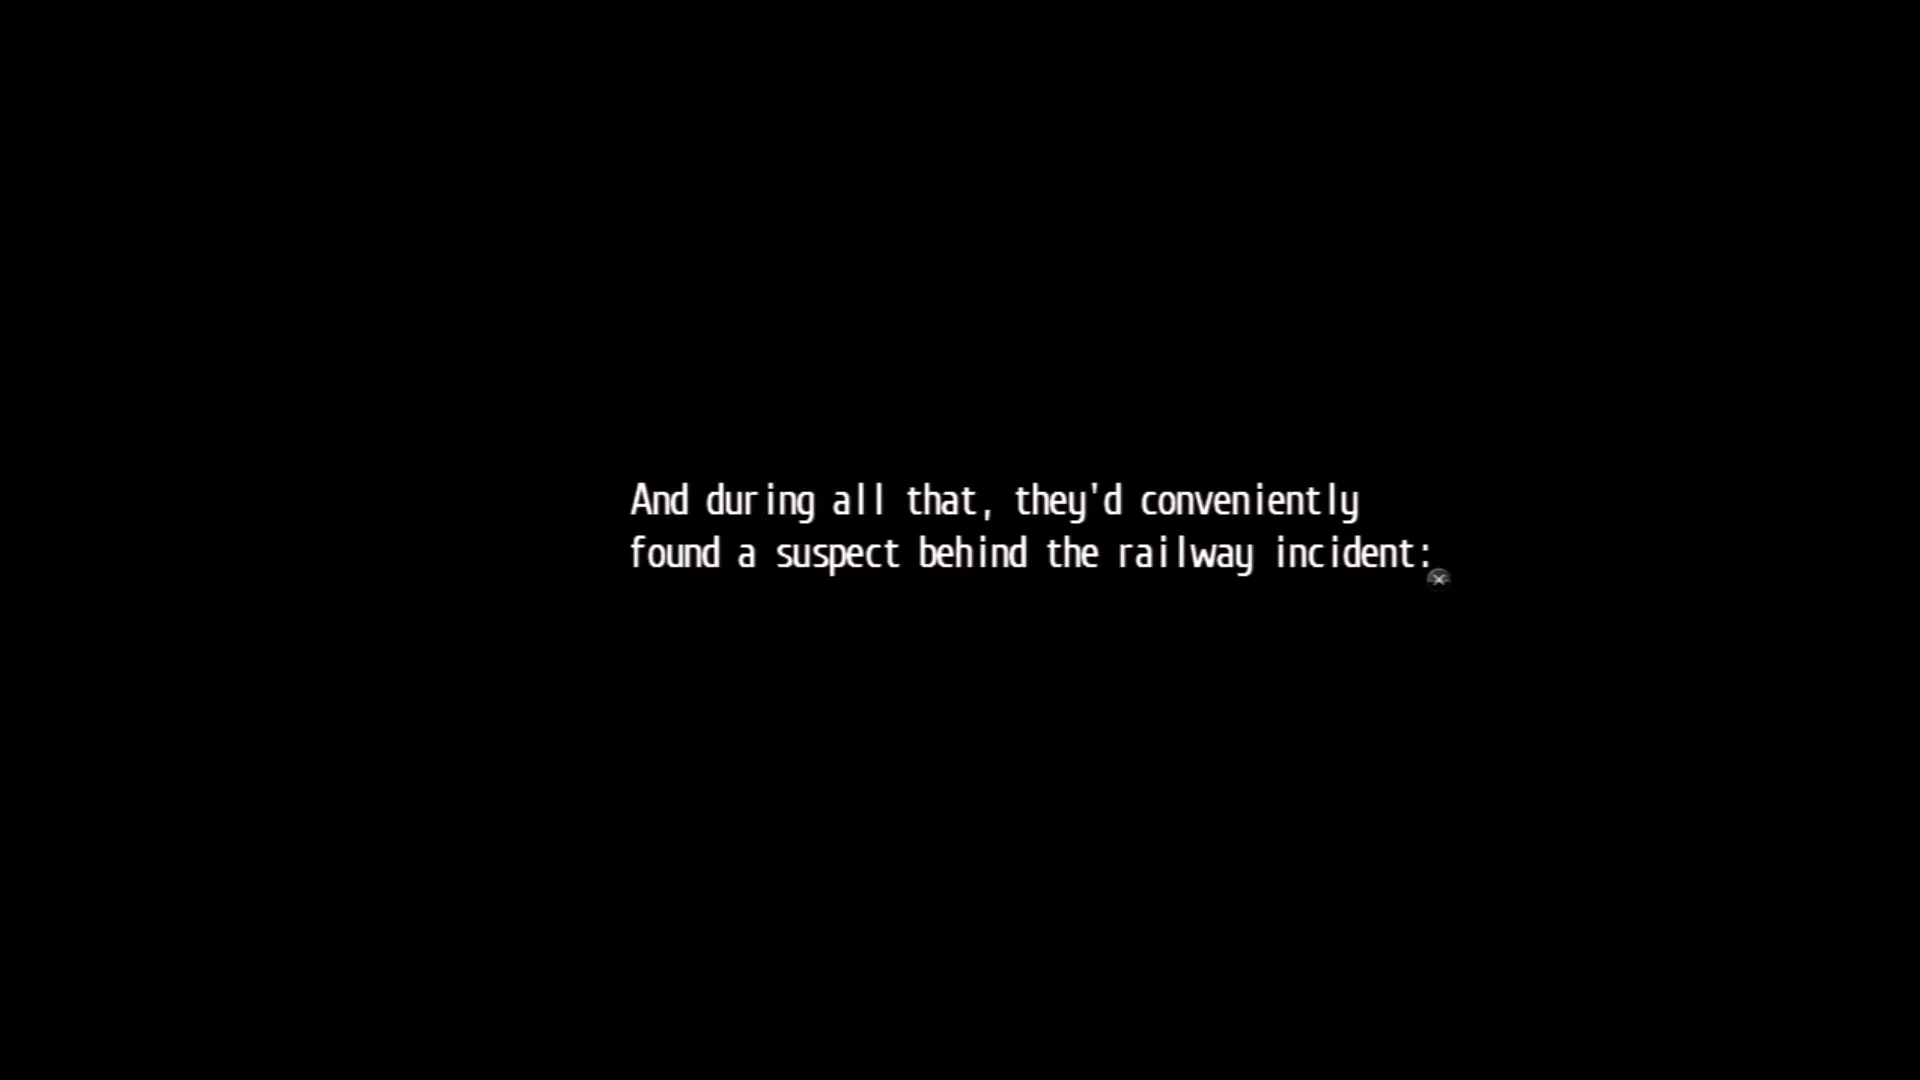 And during all that, they'd conveniently
found a suspect behind the railway incident: